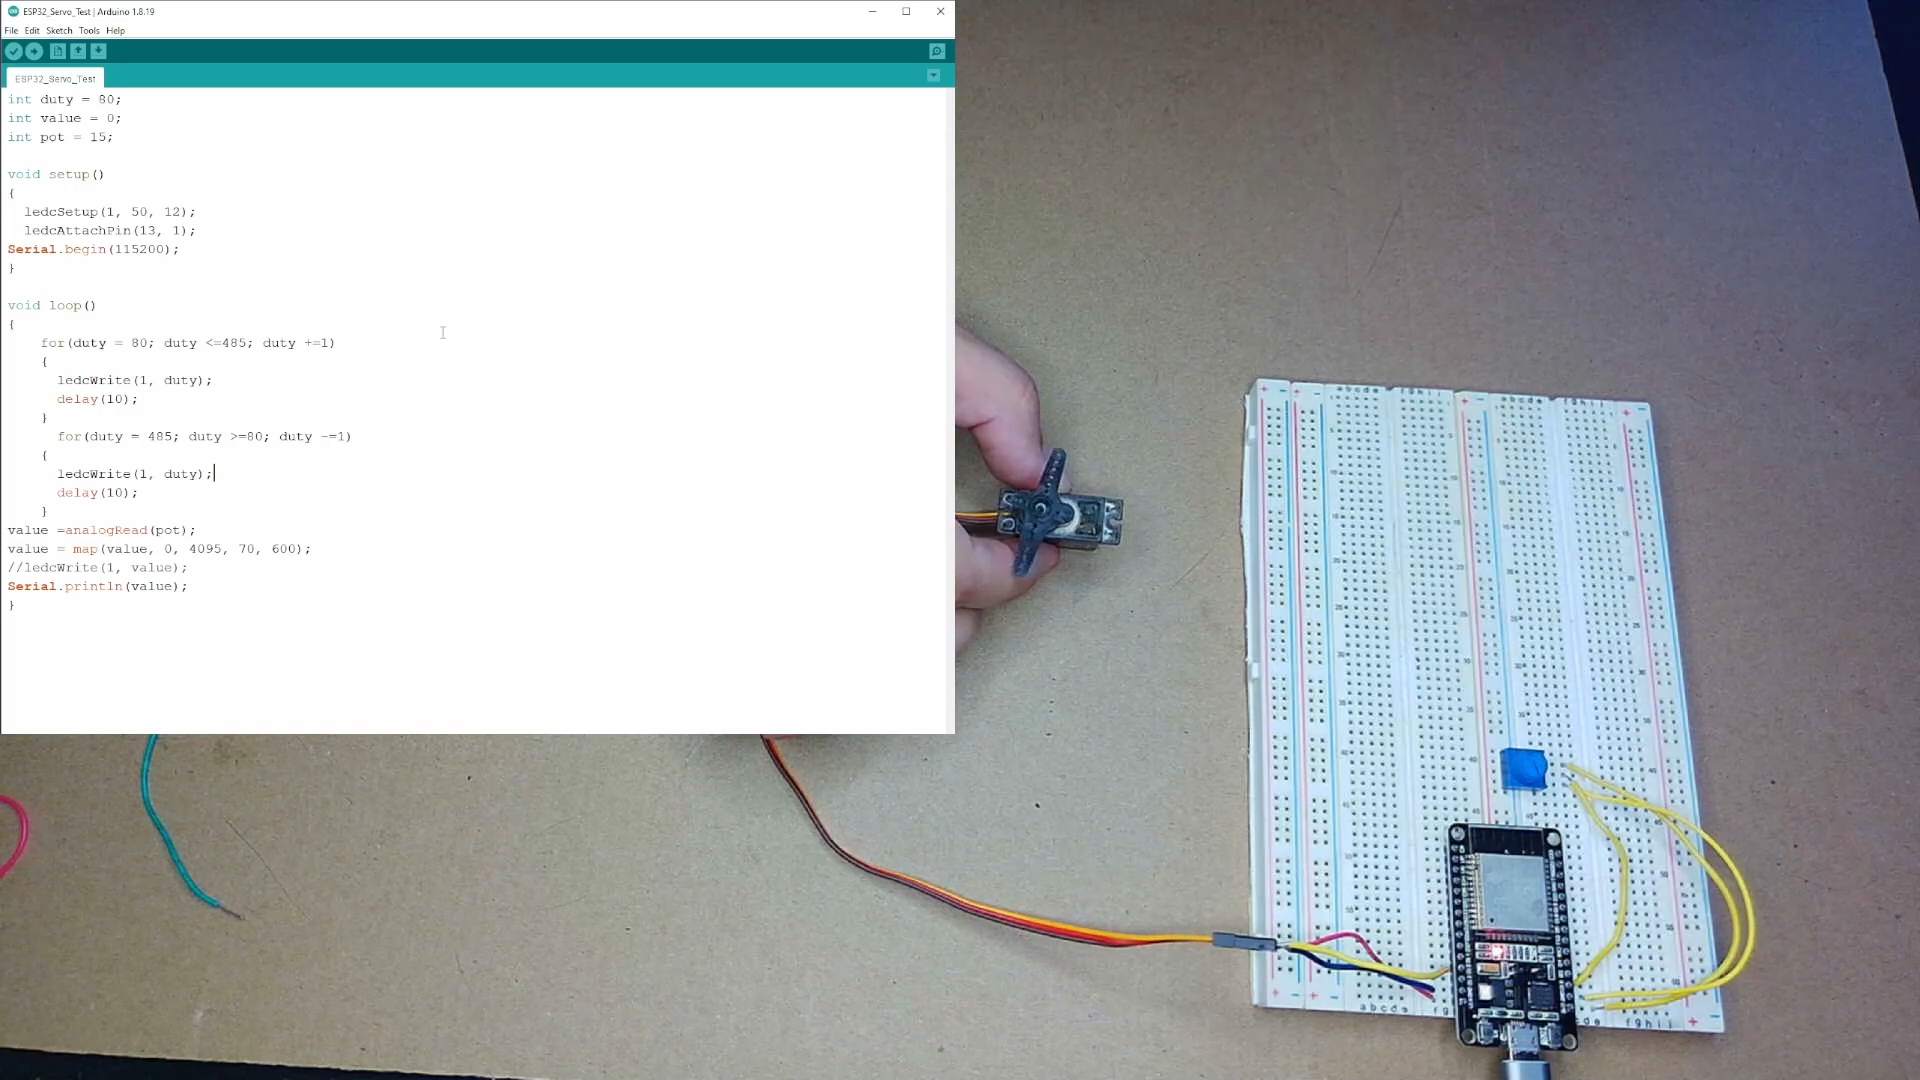 ESP32_Servo_Test | Arduino 1.8.19
File Edit Sketch Tools Help
ESP32_Servo_Test
int duty = 80;
int value = 0;
int pot = 15;
void setup()
{
ledcSetup(1, 50, 12);
ledcAttachPin(13, 1);
Serial.begin(115200);
}
void loop()
{
for(duty = 80; duty <=485; duty +=1)
{
ledcWrite(1, duty);
delay(10);
}
for(duty = 485; duty >=80; duty -=1)
{
ledcWrite(1, duty);
delay(10);
}
value =analogRead(pot);
value = map(value, 0, 4095, 70, 600);
//ledcWrite(1, value);
Serial.println(value);
}